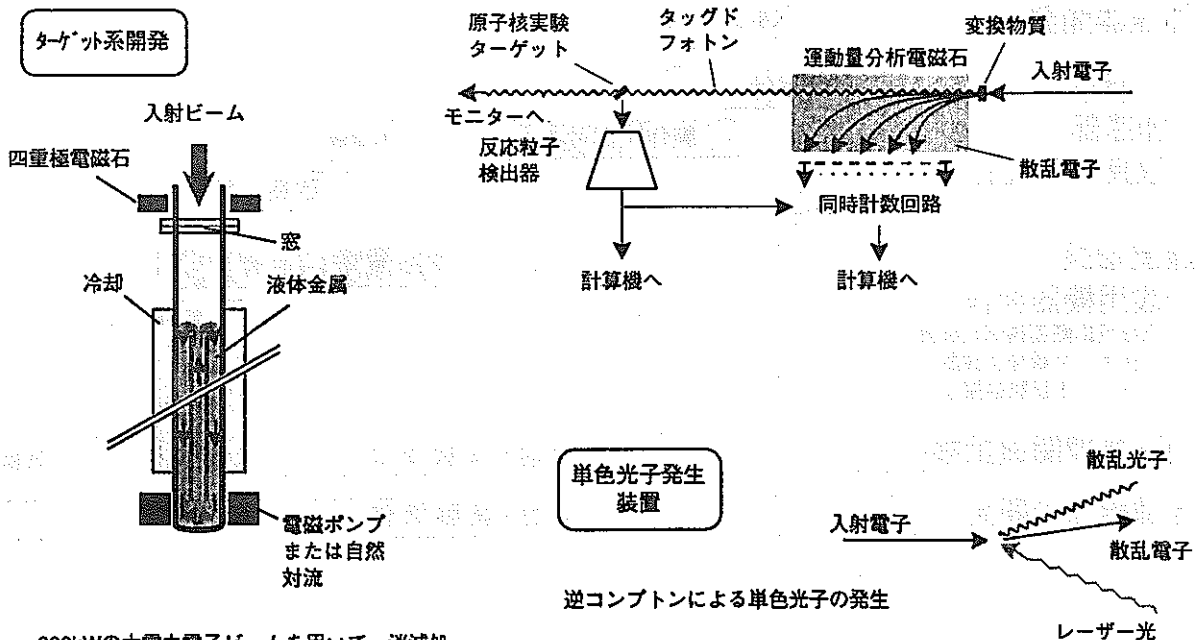 ターゲット系開発
入射ビーム
四重極電磁石
窓
冷却
液体金属
電磁ポンプ
または自然
対流
原子核実験
ターゲット
タッグド
フォトン
変換物質
運動量分析電磁石
入射電子
モニターへ
反応粒子
検出器
散乱電子
同時計数回路
計算機へ
計算機へ
単色光子発生
装置
散乱光子
入射電子
散乱電子
逆コンプトンによる単色光子の発生
レーザー光